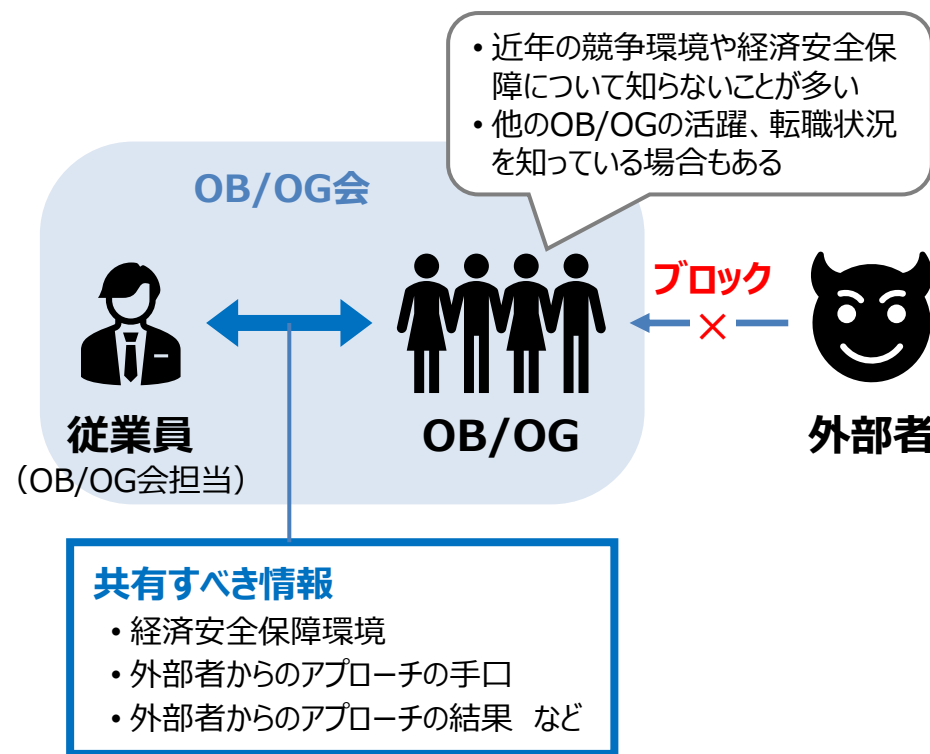 • 近年の競争環境や経済安全保
障について知らないことが多い
• 他のOB/OGの活躍、転職状況
を知っている場合もある
OB/OG会
ブロック
×
従業員
（OB/OG会担当）
OB/OG
外部者
共有すべき情報
• 経済安全保障環境
• 外部者からのアプローチの手口
• 外部者からのアプローチの結果 など